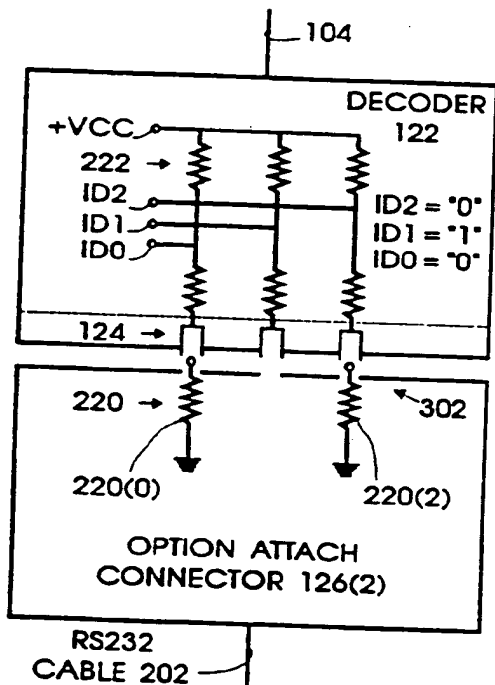 104
DECODER
122
+VCC
222
ID2
ID1
ID0
ID2 = "0"
ID1 = "1"
ID0 = "0"
124
302
220
220(0)
220(2)
OPTION ATTACH
CONNECTOR 126(2)
RS232
CABLE 202